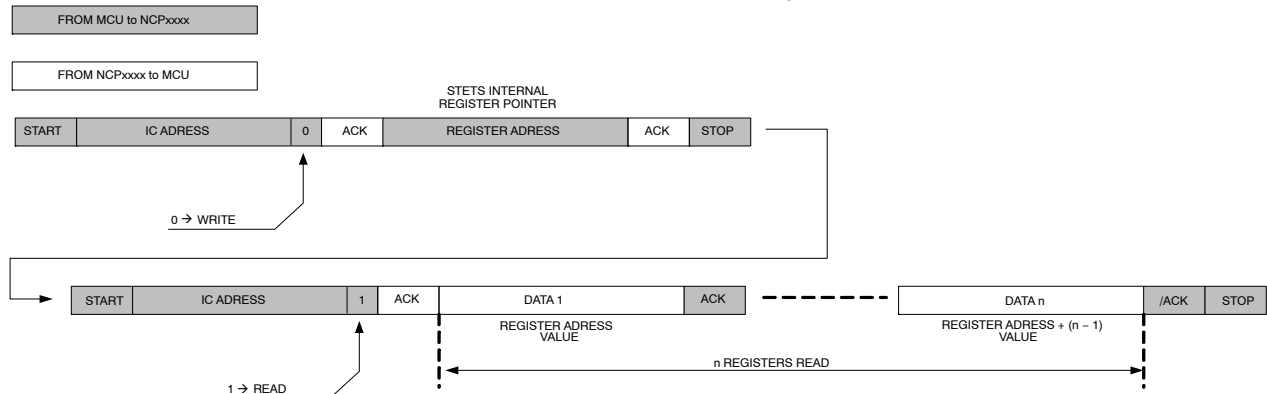 FROM MCU to NCPxxxx
FROM NCPxxxx to MCU
STETS INTERNAL
REGISTER POINTER
START IC ADRESS 0 ACK REGISTER ADRESS ACK STOP
0 → WRITE
START IC ADRESS 1 ACK DATA 1 ACK DATA n /ACK STOP
REGISTER ADRESS
VALUE
REGISTER ADRESS + (n − 1)
VALUE
n REGISTERS READ
1 → READ